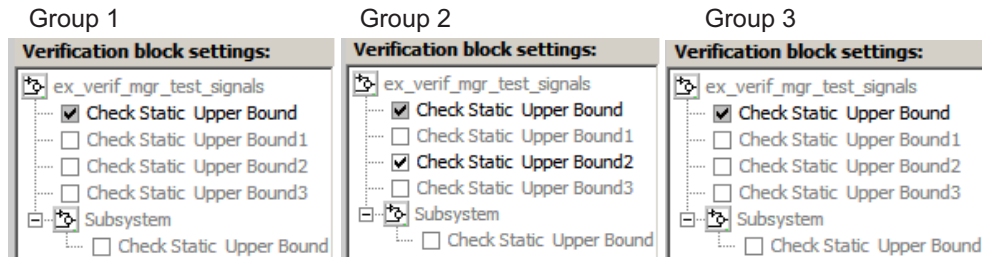 Group 1
Verification block settings:
ex_verif_mgr_test_signals
Check Static Upper Bound
Check Static Upper Bound1
Check Static Upper Bound2
Check Static Upper Bound3
Subsystem
Check Static Upper Bound
Group 2
Verification block settings:
ex_verif_mgr_test_signals
Check Static Upper Bound
Check Static Upper Bound1
Check Static Upper Bound2
Check Static Upper Bound3
Subsystem
Check Static Upper Bound
Group 3
Verification block settings:
ex_verif_mgr_test_signals
Check Static Upper Bound
Check Static Upper Bound1
Check Static Upper Bound2
Check Static Upper Bound3
Subsystem
Check Static Upper Bound